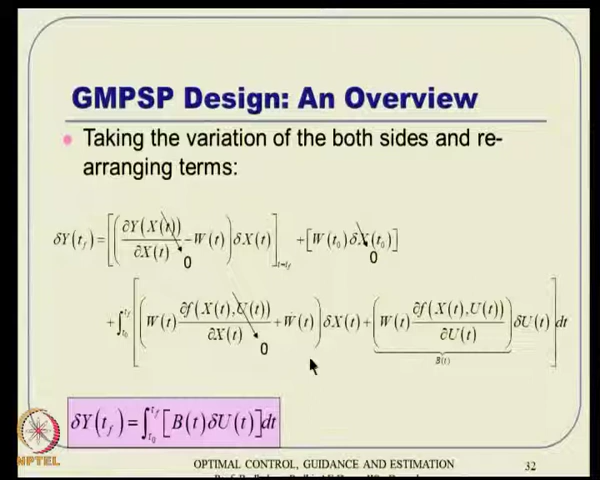 GMPSP Design: An Overview
Taking the variation of the both sides and re-
arranging terms:
δY(t_f) = [ ( ∂Y(X(t))/∂X(t) − W(t) ) δX(t) ]_{t=t_f} + [W(t_0) δX(t_0)]
0 0
+ ∫_{t_0}^{t_f} [ ( W(t) ∂f(X(t),U(t))/∂X(t) + Ẇ(t) ) δX(t) + ( W(t) ∂f(X(t),U(t))/∂U(t) ) δU(t) ] dt
0 B(t)
δY(t_f) = ∫_{t_0}^{t_f} [B(t)δU(t)]dt
NPTEL
OPTIMAL CONTROL, GUIDANCE AND ESTIMATION 32